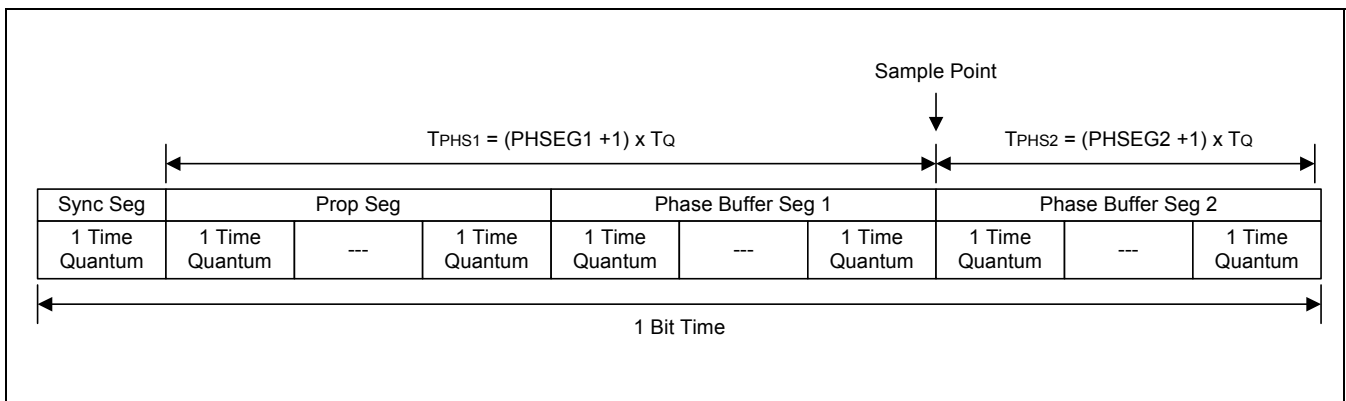 Sample Point
TPHS1 = (PHSEG1 +1) x TQ
TPHS2 = (PHSEG2 +1) x TQ
Sync Seg
Prop Seg
Phase Buffer Seg 1
Phase Buffer Seg 2
1 Time
Quantum
1 Time
Quantum
---
1 Time
Quantum
1 Time
Quantum
---
1 Time
Quantum
1 Time
Quantum
---
1 Time
Quantum
1 Bit Time